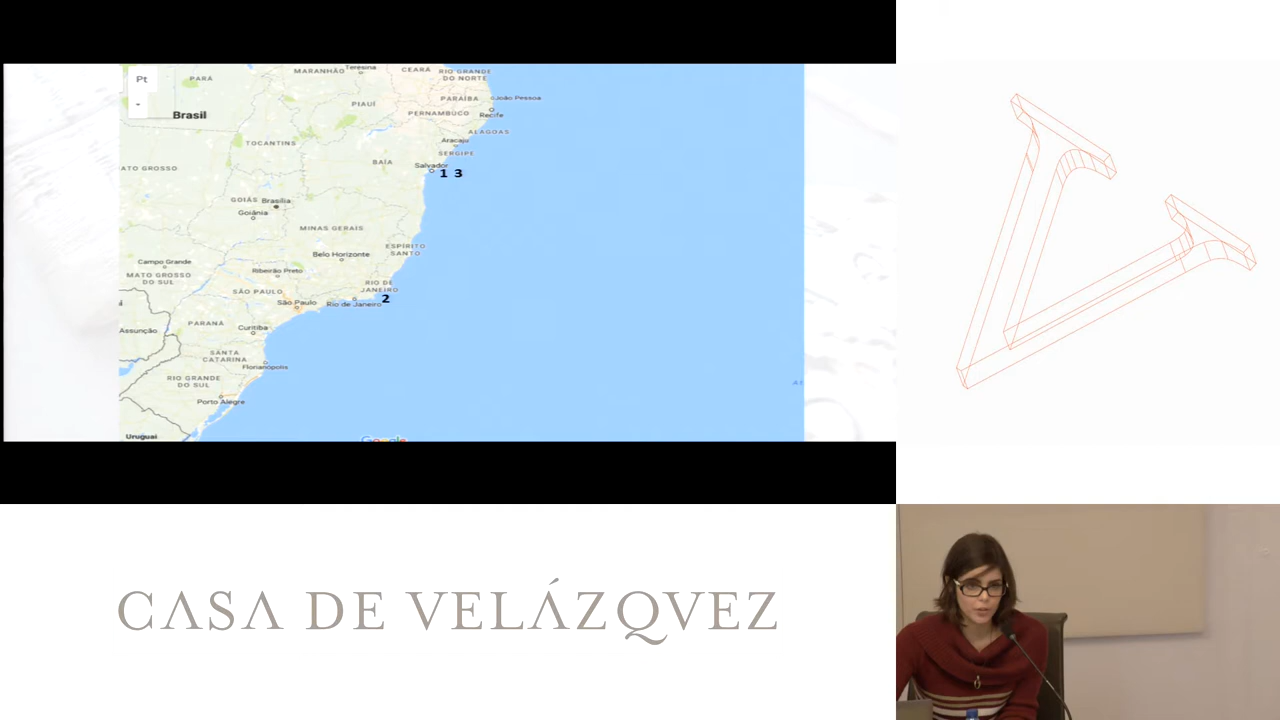 Pt
PARÁ
MARANHÃO
Teresina
CEARÁ
RIO GRANDE
DO NORTE
Brasil
PIAUÍ
PARAÍBA
João Pessoa
PERNAMBUCO
Recife
ALAGOAS
TOCANTINS
Aracaju
SERGIPE
ATO GROSSO
BAÍA
Salvador
1 3
GOIÁS
Brasília
Goiânia
MINAS GERAIS
ESPÍRITO
SANTO
Campo Grande
Belo Horizonte
MATO GROSSO
DO SUL
Ribeirão Preto
RIO DE
JANEIRO
SÃO PAULO
2
São Paulo
Rio de Janeiro
Assunção
PARANÁ
Curitiba
SANTA
CATARINA
Florianópolis
RIO GRANDE
DO SUL
Porto Alegre
Uruguai
Google
CASA DE VELÁZQVEZ